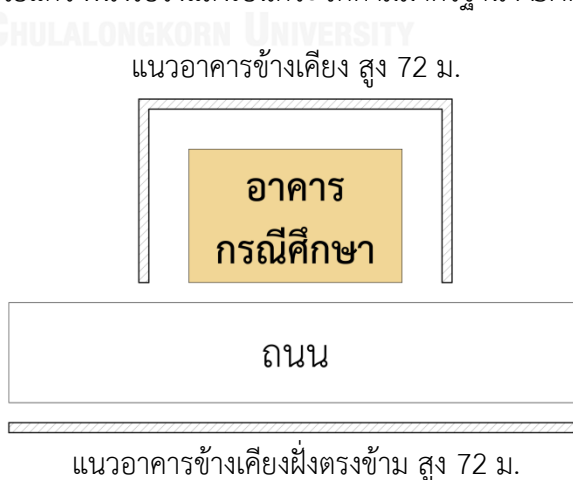 CHULALONGKORN UNIVERSITY
แนวอาคารข้างเคียง สูง 72 ม.
อาคาร
กรณีศึกษา
ถนน
แนวอาคารข้างเคียงฝั่งตรงข้าม สูง 72 ม.